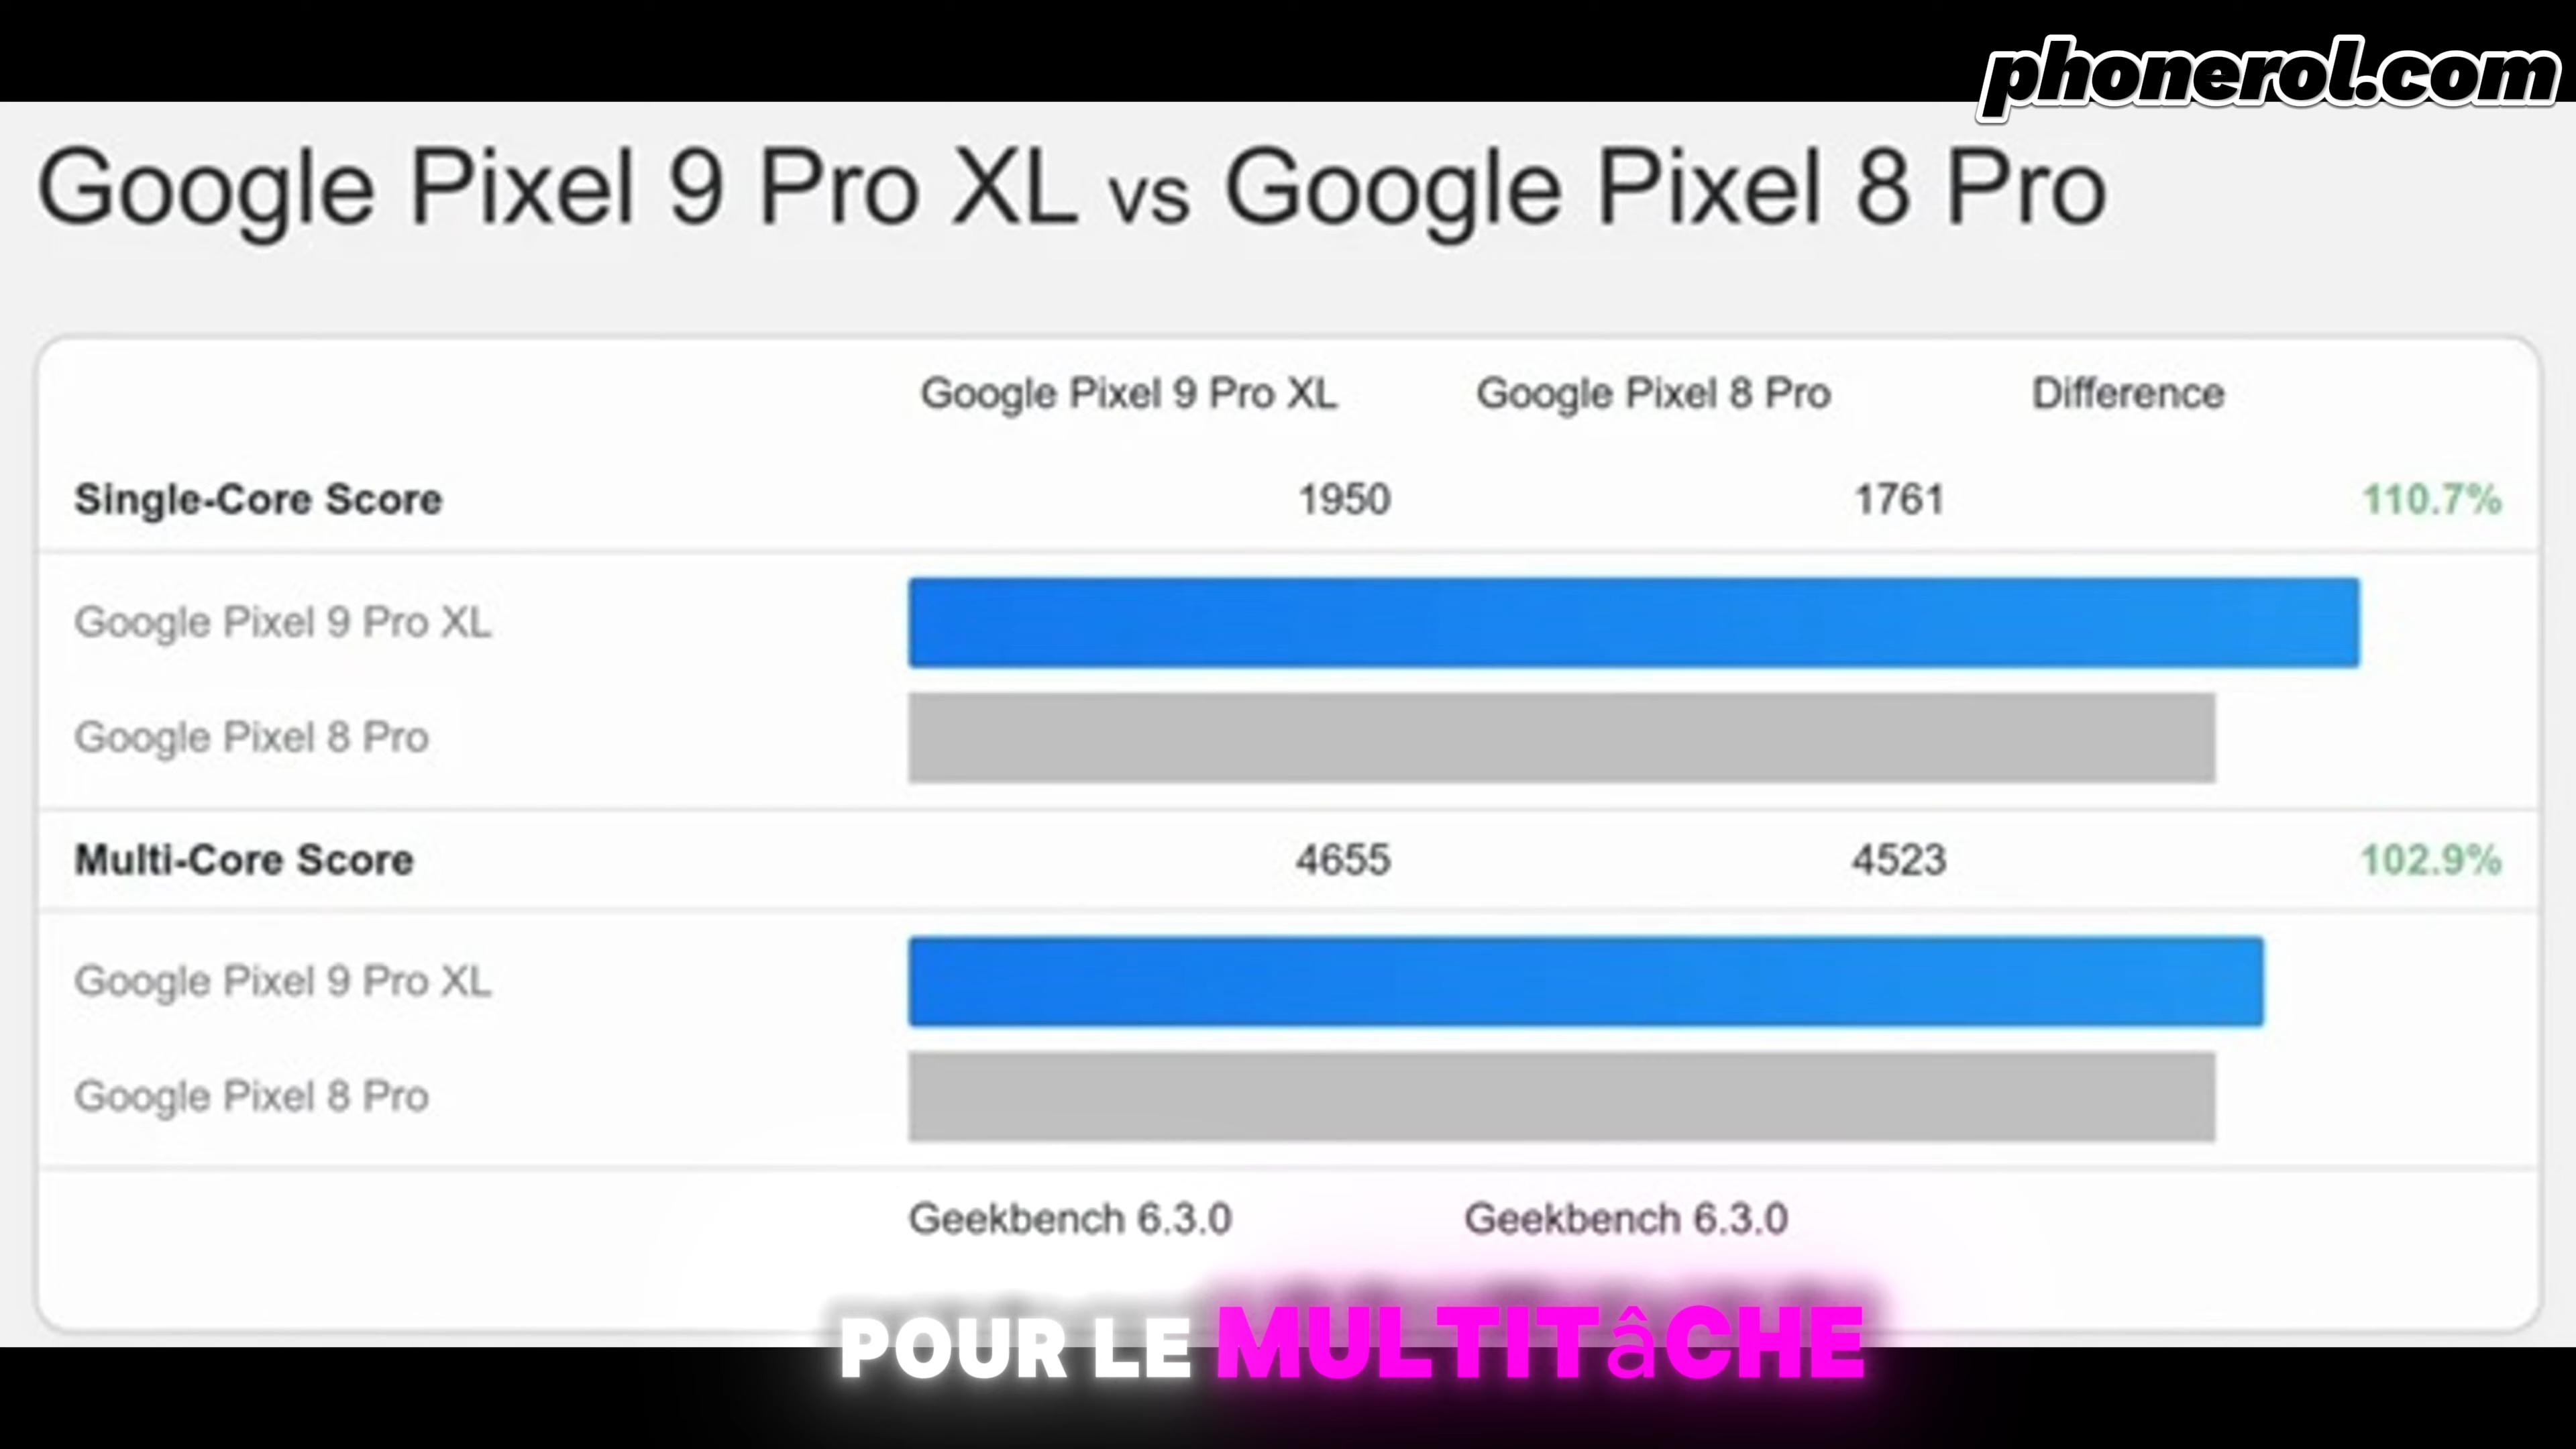 phonerol.com
Google Pixel 9 Pro XL vs Google Pixel 8 Pro
Google Pixel 9 Pro XL Google Pixel 8 Pro Difference
Single-Core Score 1950 1761 110.7%
Google Pixel 9 Pro XL
Google Pixel 8 Pro
Multi-Core Score 4655 4523 102.9%
Google Pixel 9 Pro XL
Google Pixel 8 Pro
Geekbench 6.3.0 Geekbench 6.3.0
POUR LE MULTITâCHE